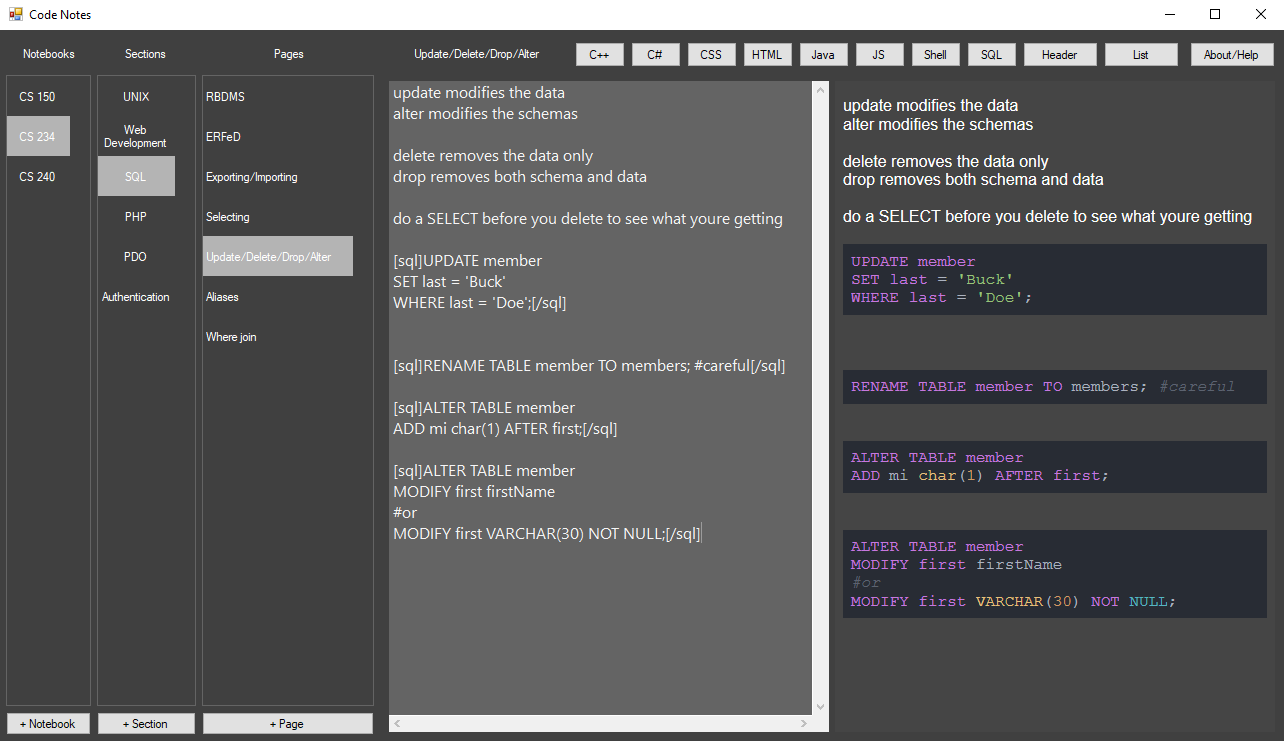 Code Notes
Notebooks
Sections
Pages
Update/Delete/Drop/Alter
C++
C#
CSS
HTML
Java
JS
Shell
SQL
Header
List
About/Help
CS 150
CS 234
CS 240
+ Notebook
UNIX
Web
Development
SQL
PHP
PDO
Authentication
+ Section
RBDMS
ERFeD
Exporting/Importing
Selecting
Update/Delete/Drop/Alter
Aliases
Where join
+ Page
update modifies the data
alter modifies the schemas
delete removes the data only
drop removes both schema and data
do a SELECT before you delete to see what youre getting
[sql]UPDATE member
SET last = 'Buck'
WHERE last = 'Doe';[/sql]
[sql]RENAME TABLE member TO members; #careful[/sql]
[sql]ALTER TABLE member
ADD mi char(1) AFTER first;[/sql]
[sql]ALTER TABLE member
MODIFY first firstName
#or
MODIFY first VARCHAR(30) NOT NULL;[/sql]
update modifies the data
alter modifies the schemas
delete removes the data only
drop removes both schema and data
do a SELECT before you delete to see what youre getting
UPDATE member
SET last = 'Buck'
WHERE last = 'Doe';
RENAME TABLE member TO members; #careful
ALTER TABLE member
ADD mi char(1) AFTER first;
ALTER TABLE member
MODIFY first firstName
#or
MODIFY first VARCHAR(30) NOT NULL;